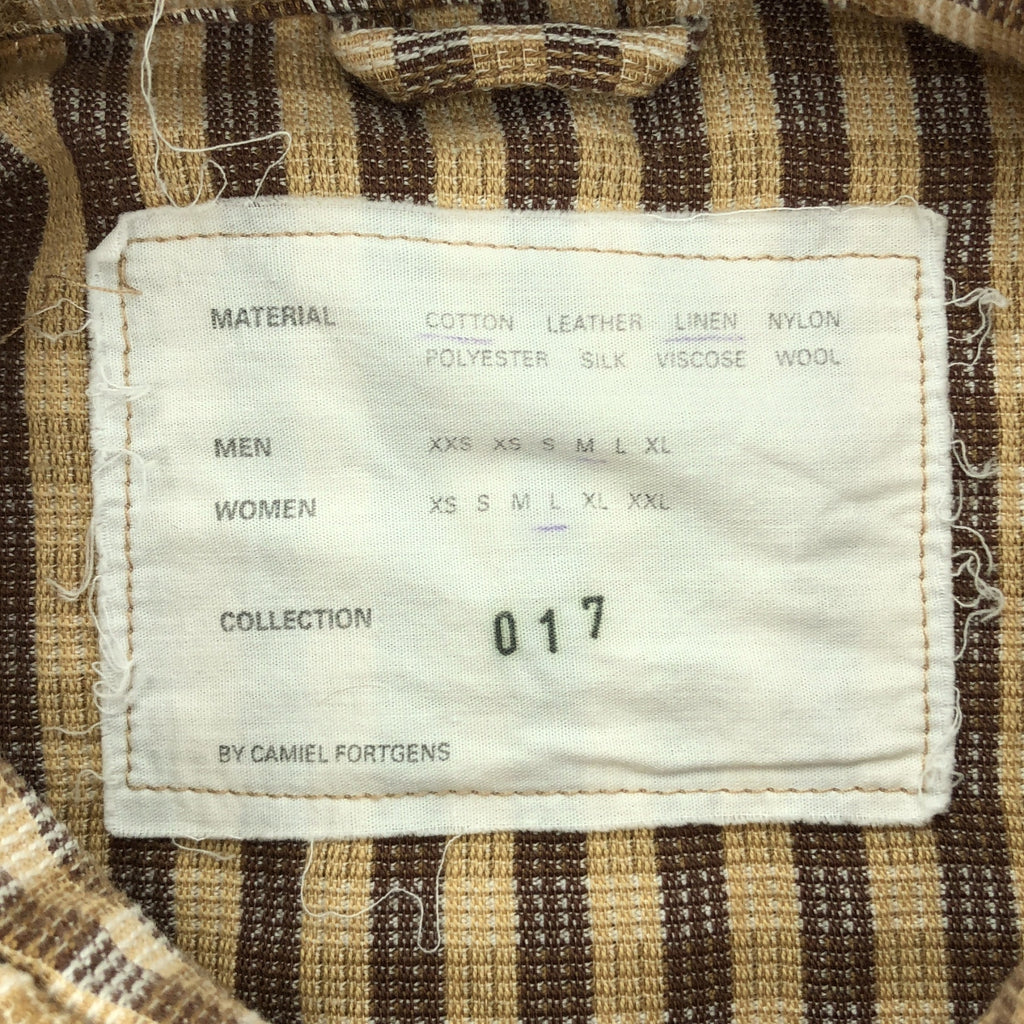 MATERIAL COTTON LEATHER LINEN NYLON
POLYESTER SILK VISCOSE WOOL
MEN XXS XS S M L XL
WOMEN XS S M L XL XXL
COLLECTION 017
BY CAMIEL FORTGENS